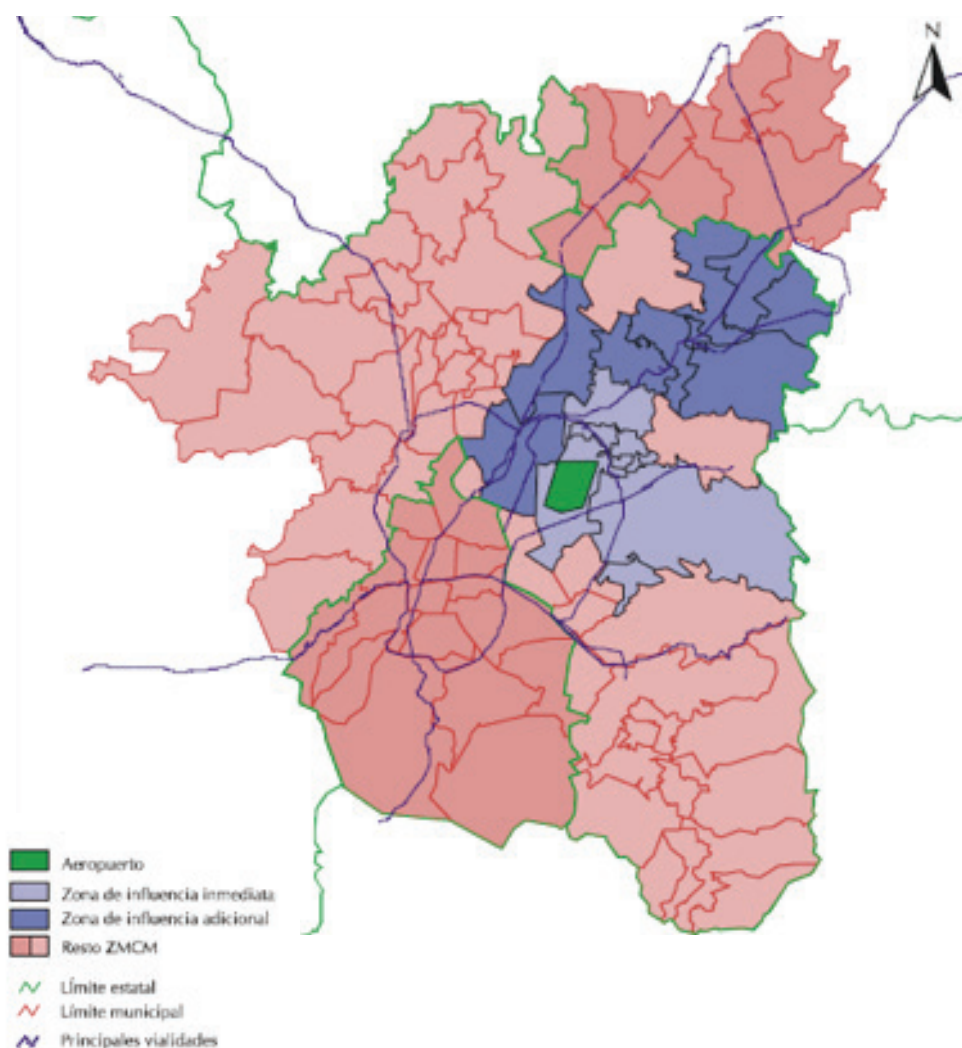 N
Aeropuerto
Zona de influencia inmediata
Zona de influencia adicional
Resto ZMCM
Límite estatal
Límite municipal
Principales vialidades